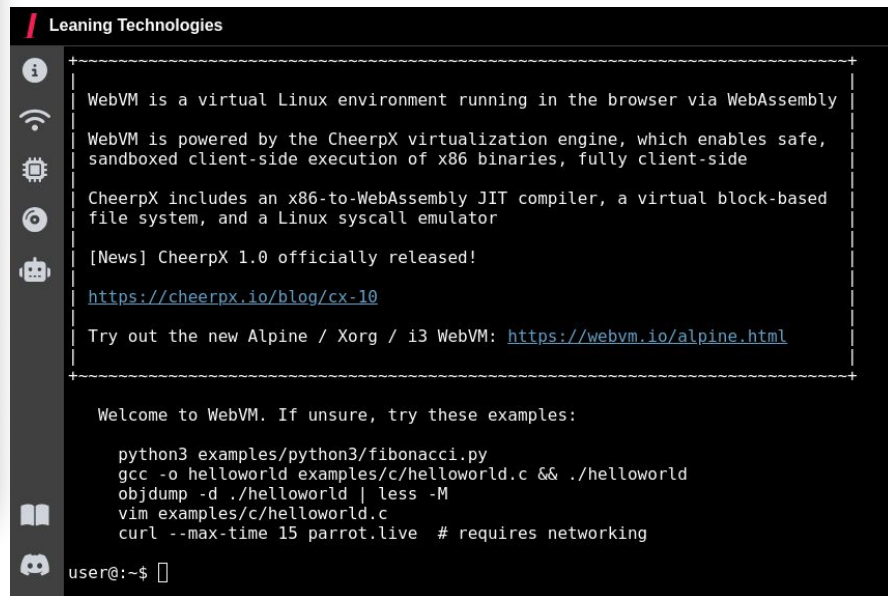 Leaning Technologies
+~~~~~~~~~~~~~~~~~~~~~~~~~~~~~~~~~~~~~~~~~~~~~~~~~~~~~~~~~~~~~~~~~~~~~~~~~~~~~+
| WebVM is a virtual Linux environment running in the browser via WebAssembly |
| WebVM is powered by the CheerpX virtualization engine, which enables safe, |
| sandboxed client-side execution of x86 binaries, fully client-side |
| CheerpX includes an x86-to-WebAssembly JIT compiler, a virtual block-based |
| file system, and a Linux syscall emulator |
| [News] CheerpX 1.0 officially released! |
| https://cheerpx.io/blog/cx-10 |
| Try out the new Alpine / Xorg / i3 WebVM: https://webvm.io/alpine.html |
+~~~~~~~~~~~~~~~~~~~~~~~~~~~~~~~~~~~~~~~~~~~~~~~~~~~~~~~~~~~~~~~~~~~~~~~~~~~~~+
Welcome to WebVM. If unsure, try these examples:
python3 examples/python3/fibonacci.py
gcc -o helloworld examples/c/helloworld.c && ./helloworld
objdump -d ./helloworld | less -M
vim examples/c/helloworld.c
curl --max-time 15 parrot.live  # requires networking
user@:~$